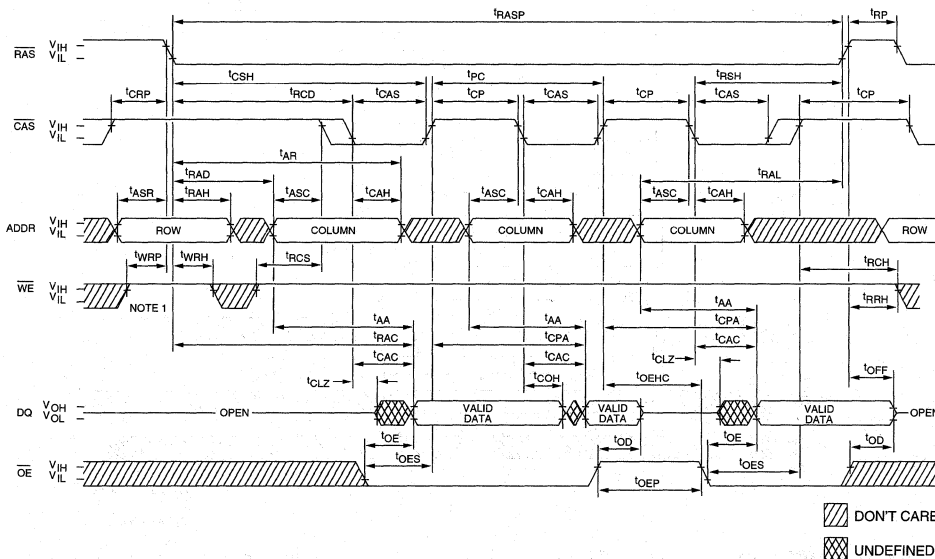 tRASP tRP
RAS VIH VIL
tCSH tPC tRSH
tCRP tRCD tCAS tCP tCAS tCP tCAS tCP
CAS VIH VIL
tAR
tRAD tRAL
tASR tRAH tASC tCAH tASC tCAH tASC tCAH
ADDR VIH VIL ROW COLUMN COLUMN COLUMN ROW
tWRP tWRH tRCS tRCH
WE VIH VIL
NOTE 1 tRRH
tAA tAA tAA
tRAC tCPA tCPA
tCAC tCAC tCAC
tCLZ tCOH tOEHC tCLZ tOFF
DQ VOH VOL OPEN VALID DATA VALID DATA VALID DATA OPEN
tOE tOD tOE tOD
tOES tOES
OE VIH VIL
tOEP
DON'T CARE
UNDEFINED